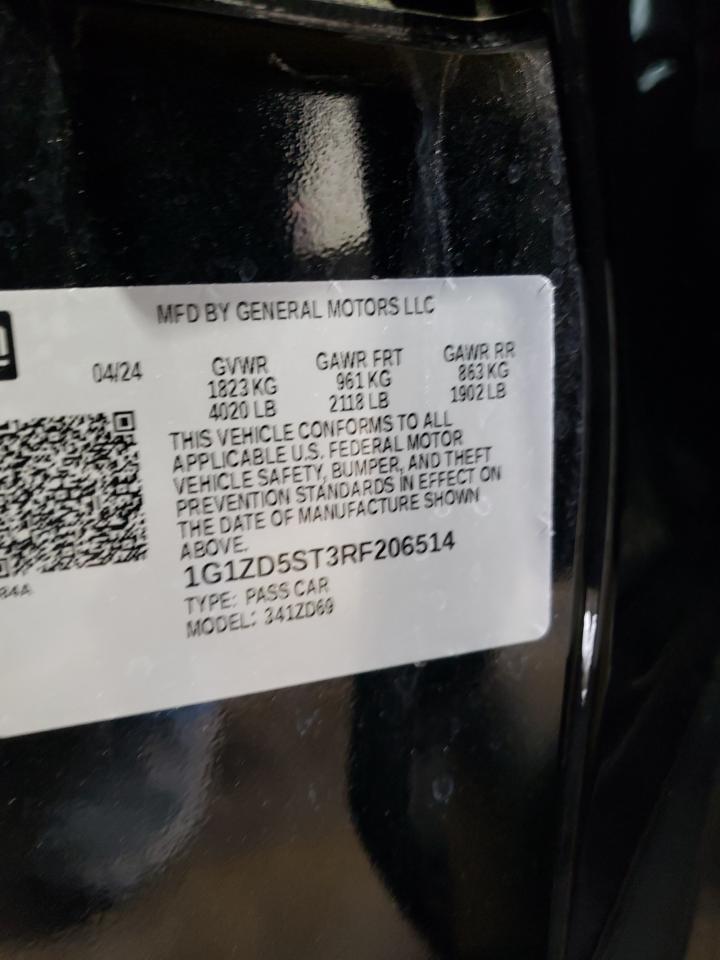 MFD BY GENERAL MOTORS LLC
04/24
GVWR
1823 KG
4020 LB
GAWR FRT
961 KG
2118 LB
GAWR RR
863 KG
1902 LB
THIS VEHICLE CONFORMS TO ALL
APPLICABLE U.S. FEDERAL MOTOR
VEHICLE SAFETY, BUMPER, AND THEFT
PREVENTION STANDARDS IN EFFECT ON
THE DATE OF MANUFACTURE SHOWN
ABOVE.
1G1ZD5ST3RF206514
TYPE: PASS CAR
MODEL: 341ZD69